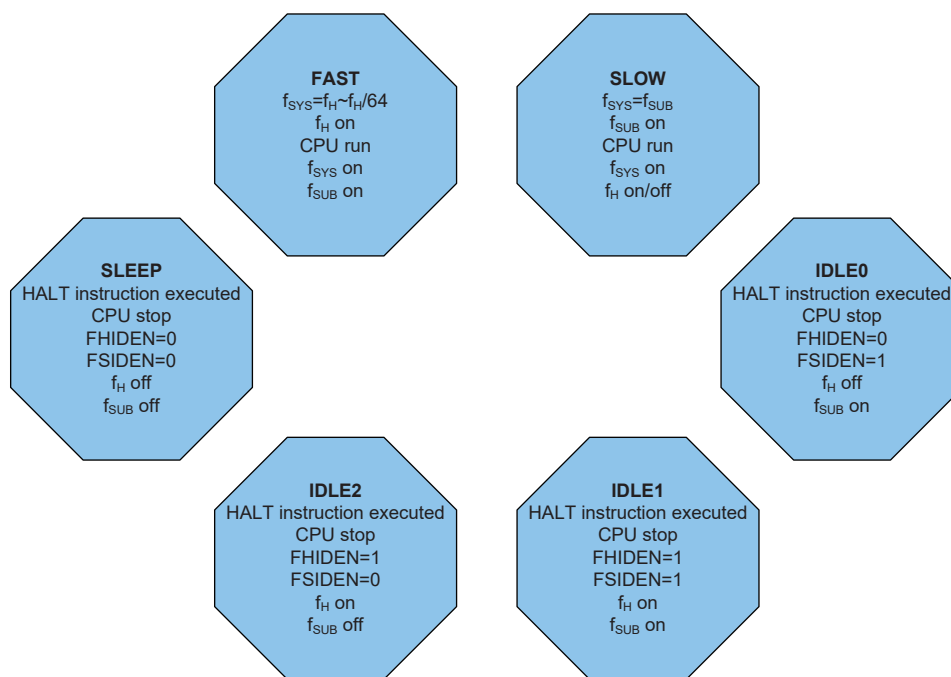 FAST
fSYS=fH~fH/64
fH on
CPU run
fSYS on
fSUB on
SLOW
fSYS=fSUB
fSUB on
CPU run
fSYS on
fH on/off
SLEEP
HALT instruction executed
CPU stop
FHIDEN=0
FSIDEN=0
fH off
fSUB off
IDLE0
HALT instruction executed
CPU stop
FHIDEN=0
FSIDEN=1
fH off
fSUB on
IDLE2
HALT instruction executed
CPU stop
FHIDEN=1
FSIDEN=0
fH on
fSUB off
IDLE1
HALT instruction executed
CPU stop
FHIDEN=1
FSIDEN=1
fH on
fSUB on